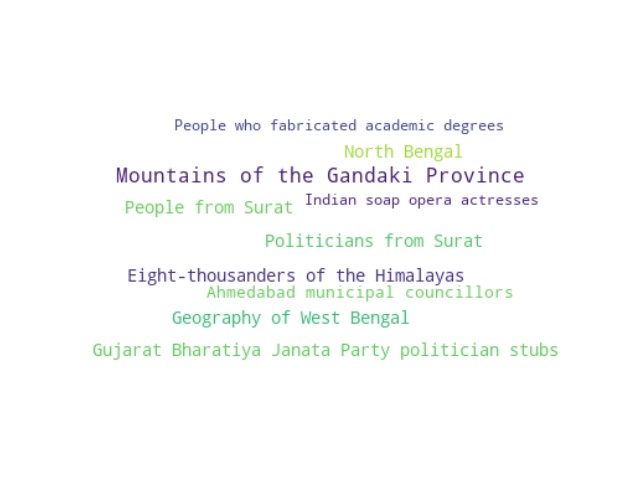 People who fabricated academic degrees
North Bengal
Mountains of the Gandaki Province
Indian soap opera actresses
People from Surat
Politicians from Surat
Eight-thousanders of the Himalayas
Ahmedabad municipal councillors
Geography of West Bengal
Gujarat Bharatiya Janata Party politician stubs